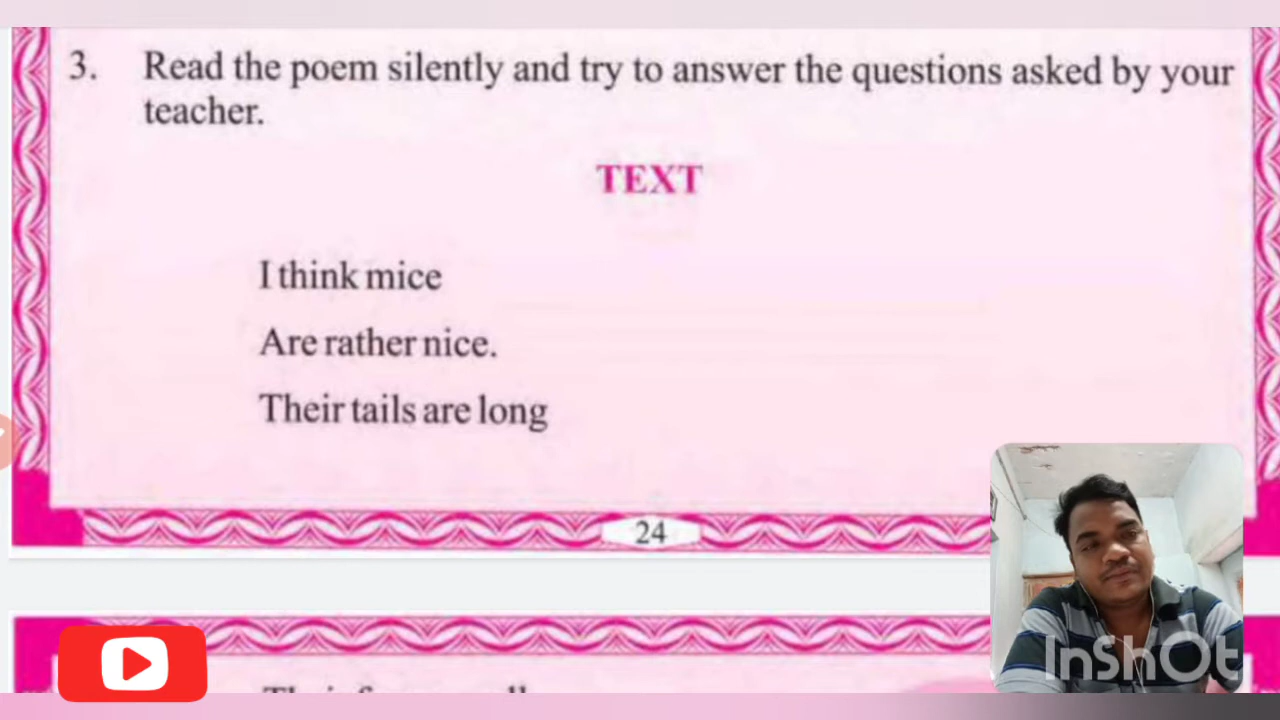 3. Read the poem silently and try to answer the questions asked by your
teacher.
TEXT
I think mice
Are rather nice.
Their tails are long
24
InShOt